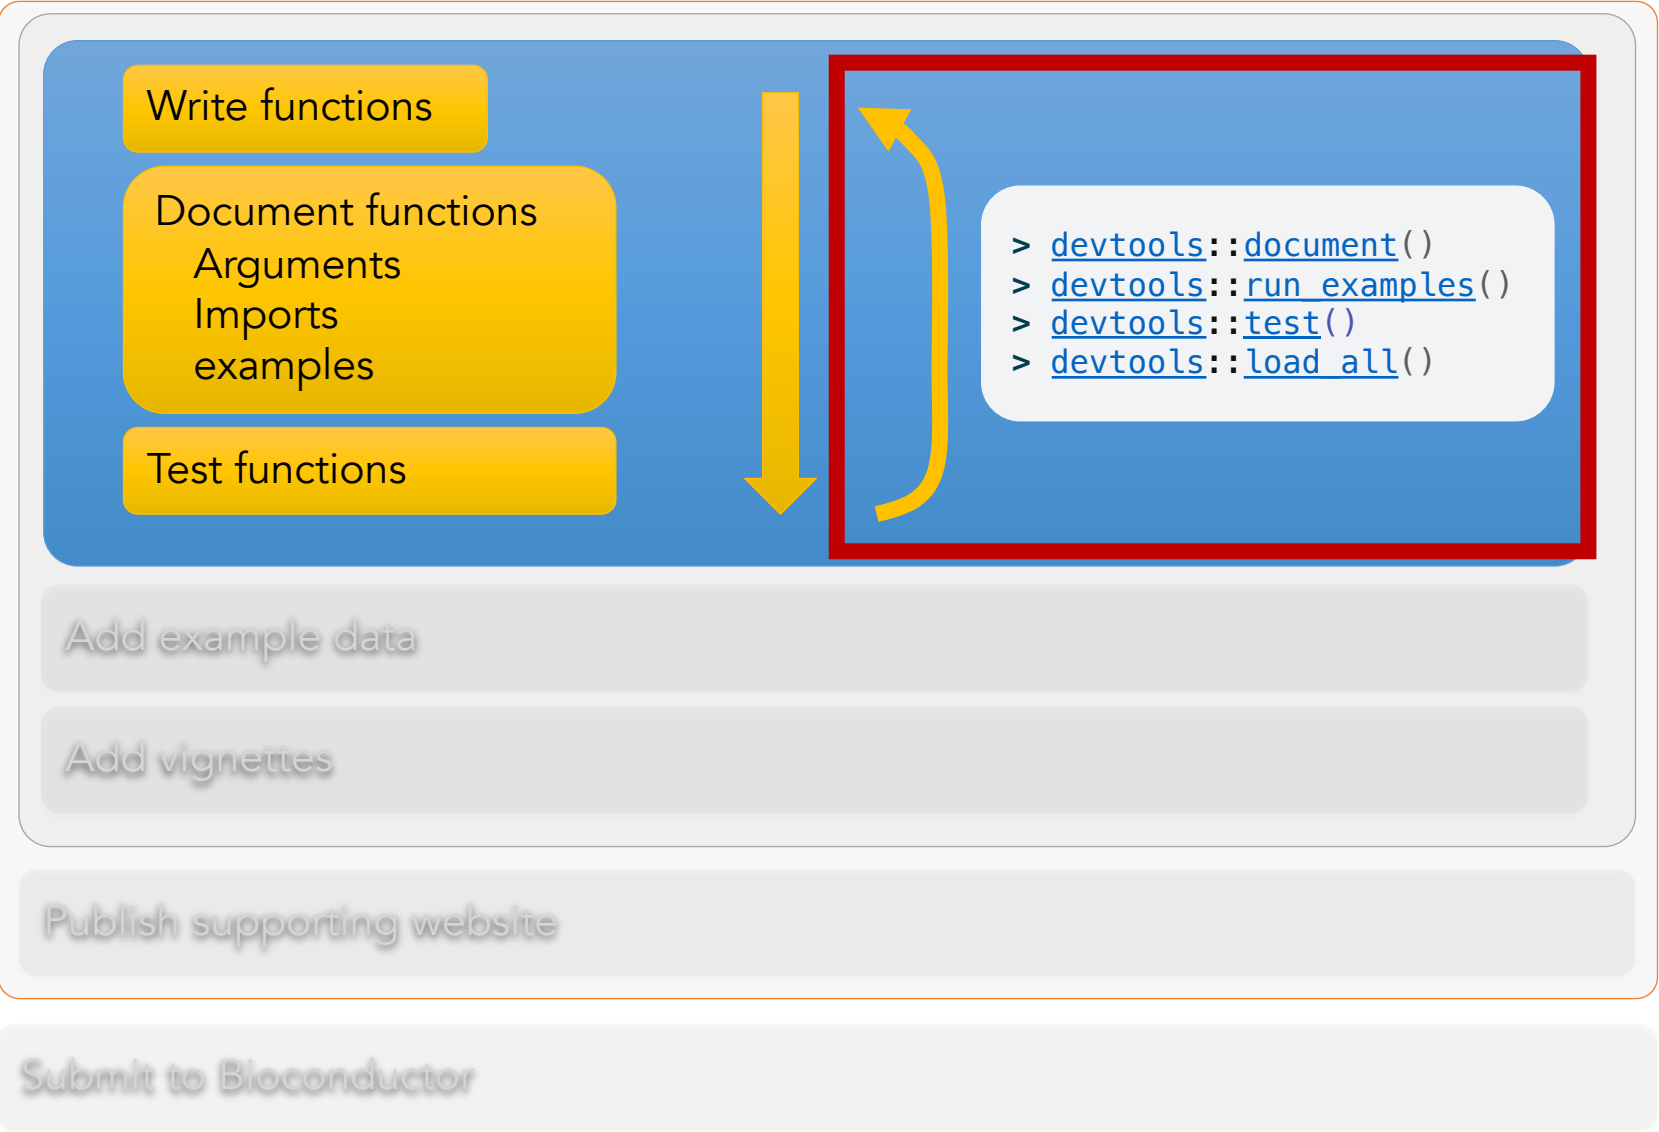 Write functions
Document functions
Arguments
Imports
examples
Test functions
> devtools::document()
> devtools::run_examples()
> devtools::test()
> devtools::load_all()
Add example data
Add vignettes
Publish supporting website
Submit to Bioconductor